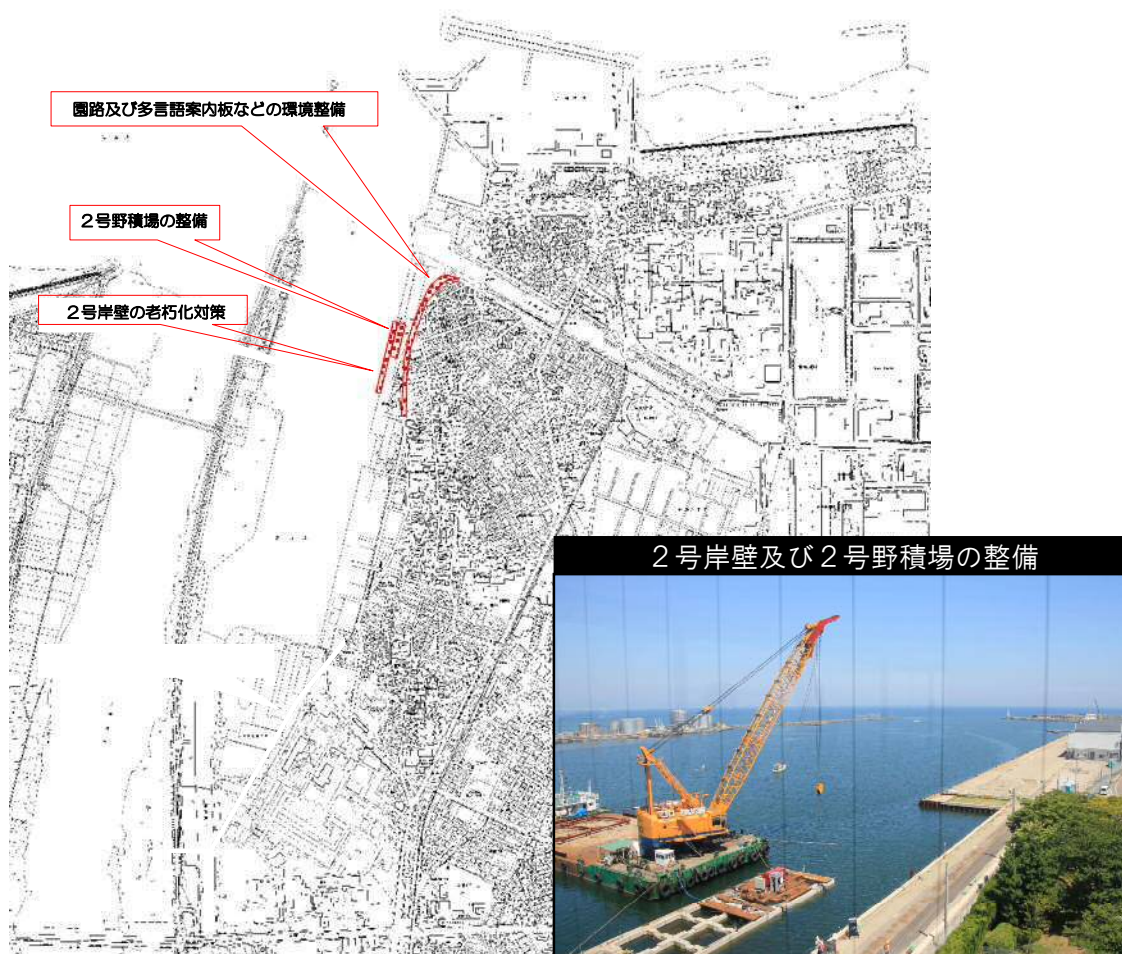 園路及び多言語案内板などの環境整備
２号野積場の整備
２号岸壁の老朽化対策
２号岸壁及び２号野積場の整備